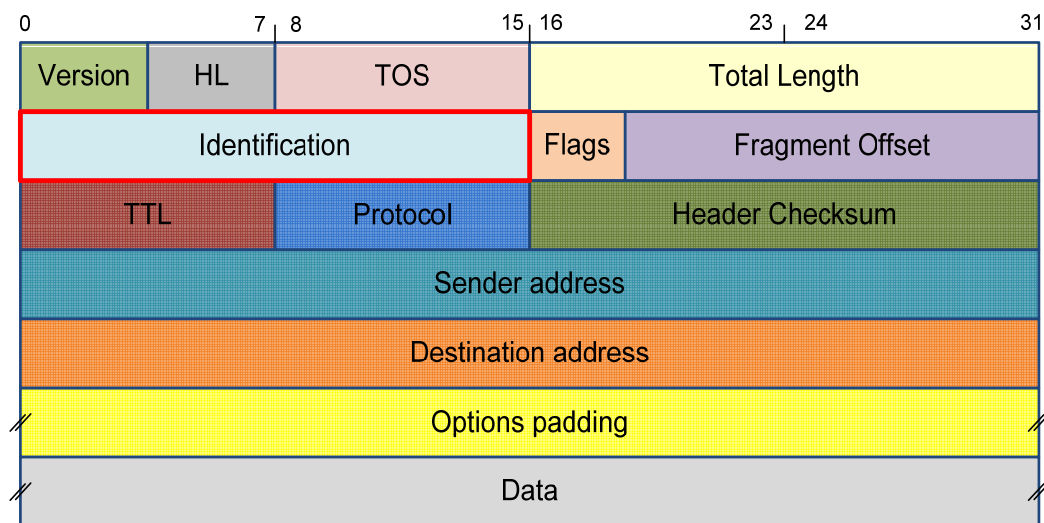 0 7 8 15 16 23 24 31
Version HL TOS Total Length
Identification Flags Fragment Offset
TTL Protocol Header Checksum
Sender address
Destination address
Options padding
Data